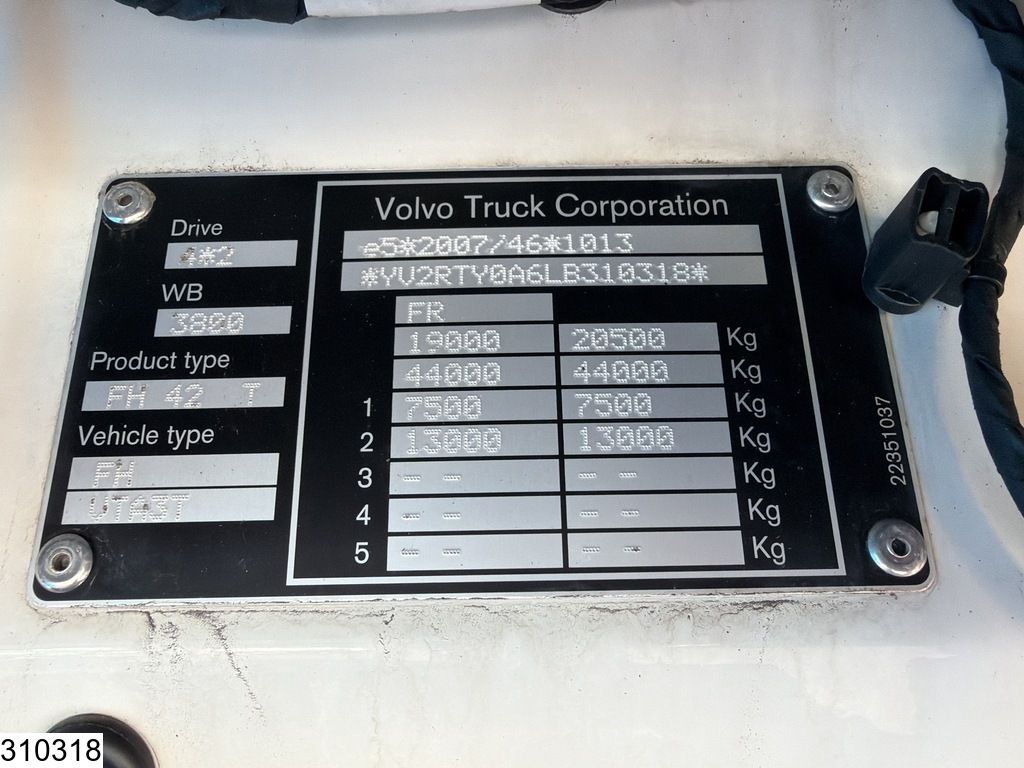 Drive
4*2
WB
3800
Product type
FH 42 T
Vehicle type
FH
VTA3T
Volvo Truck Corporation
e5*2007/46*1013
*YV2RTY0A6LB310318*
FR
19000 20500 Kg
44000 44000 Kg
1 7500 7500 Kg
2 13000 13000 Kg
3 -- -- -- -- Kg
4 -- -- -- -- Kg
5 -- -- -- -- Kg
22351037
310318